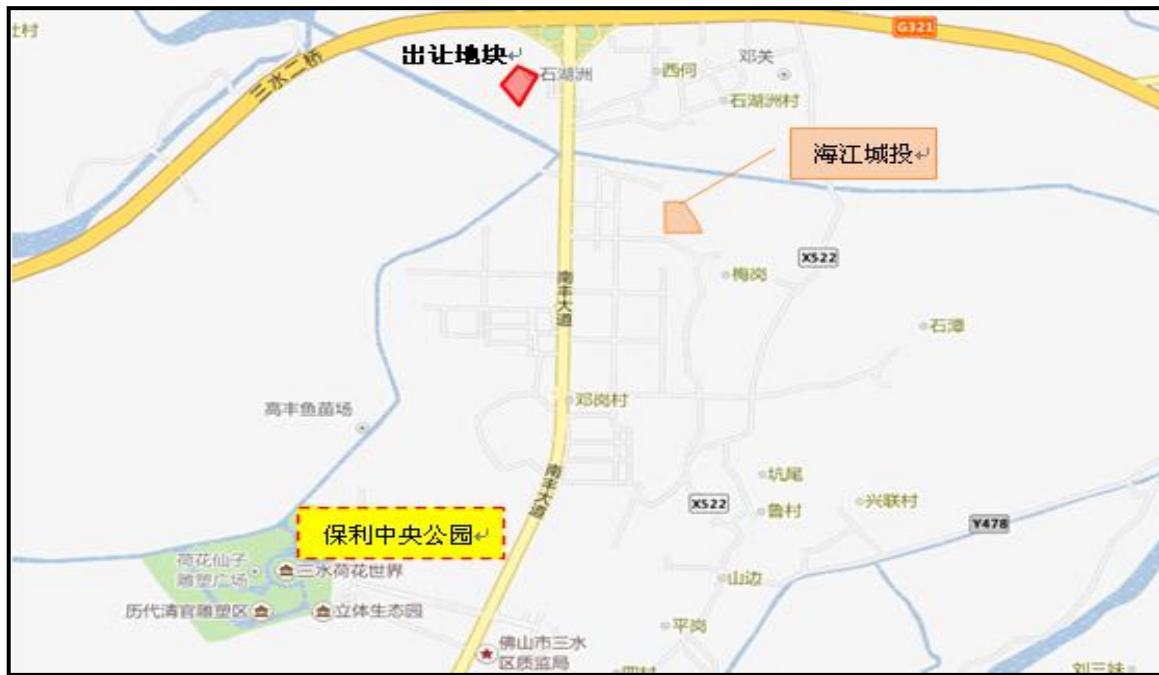 G321
出让地块
石湖洲
西何
邓关
三水二桥
石湖洲村
海江城投
X522
梅岗
南丰大道
石潭
邓岗村
高丰鱼苗场
南丰大道
坑尾
X522
鲁村
兴联村
Y478
保利中央公园
荷花仙子
雕塑广场
三水荷花世界
山边
历代清官雕塑区
立体生态园
平岗
佛山市三水
区质监局
刘三妹